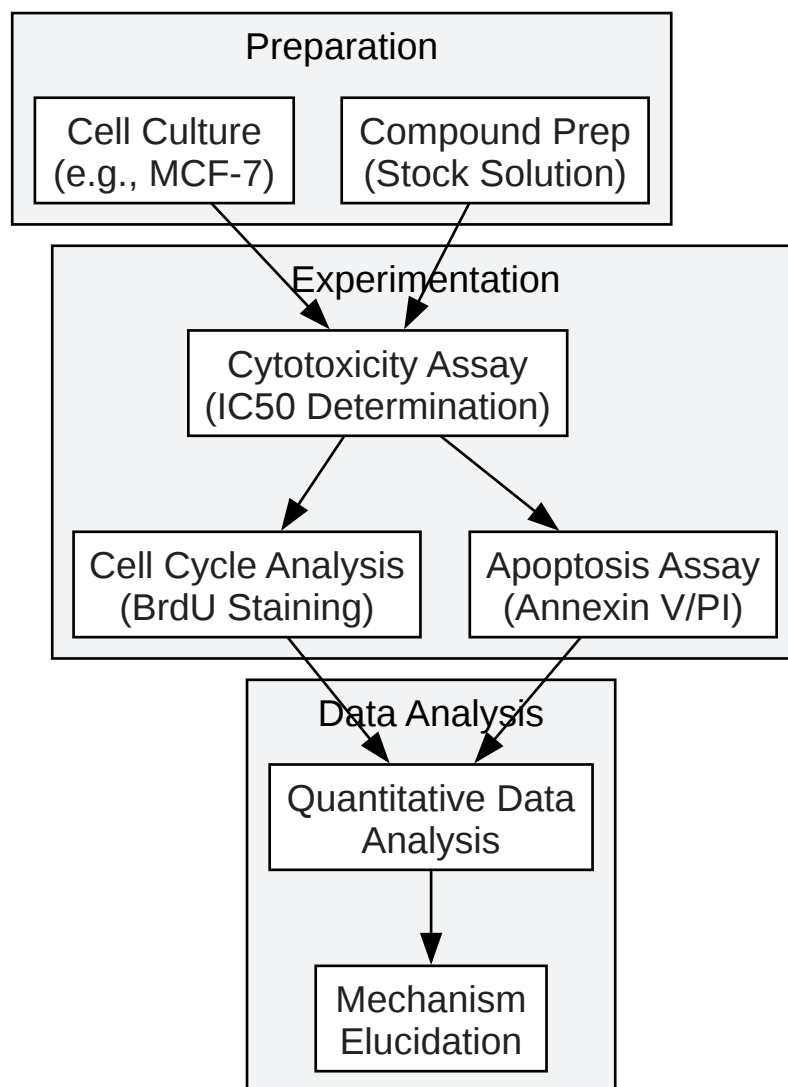 Preparation
Cell Culture
(e.g., MCF-7)
Compound Prep
(Stock Solution)
Experimentation
Cytotoxicity Assay
(IC50 Determination)
Cell Cycle Analysis
(BrdU Staining)
Apoptosis Assay
(Annexin V/PI)
Data Analysis
Quantitative Data
Analysis
Mechanism
Elucidation